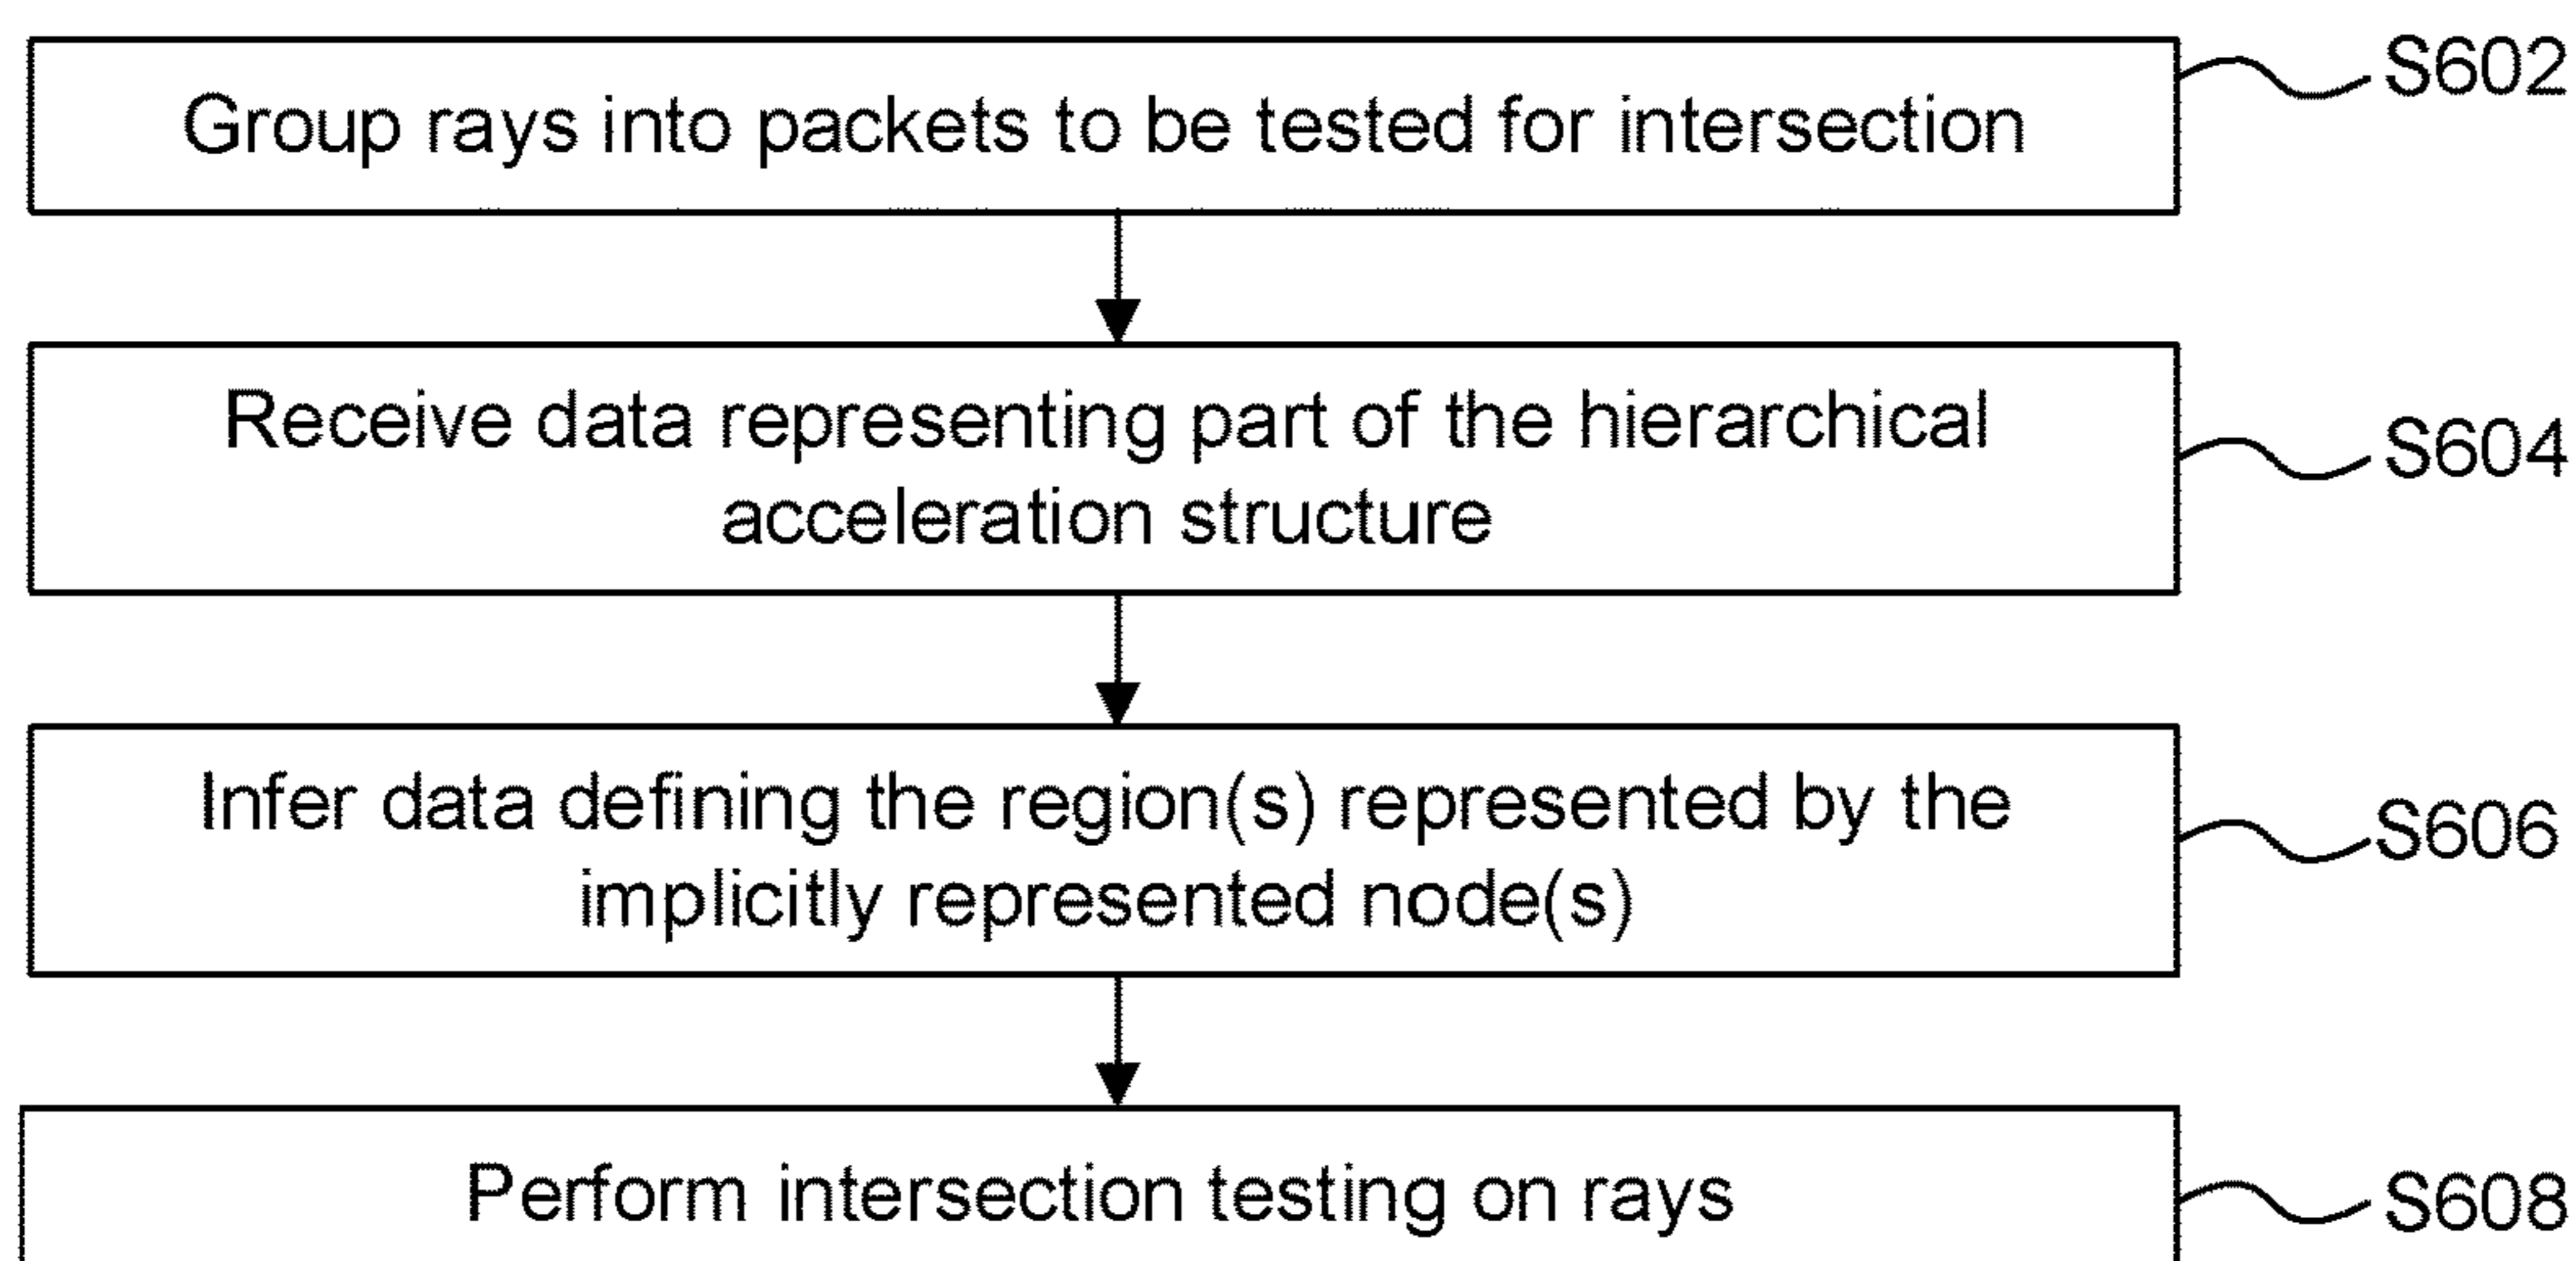 Group rays into packets to be tested for intersection
S602
Receive data representing part of the hierarchical
acceleration structure
S604
Infer data defining the region(s) represented by the
implicitly represented node(s)
S606
Perform intersection testing on rays
S608